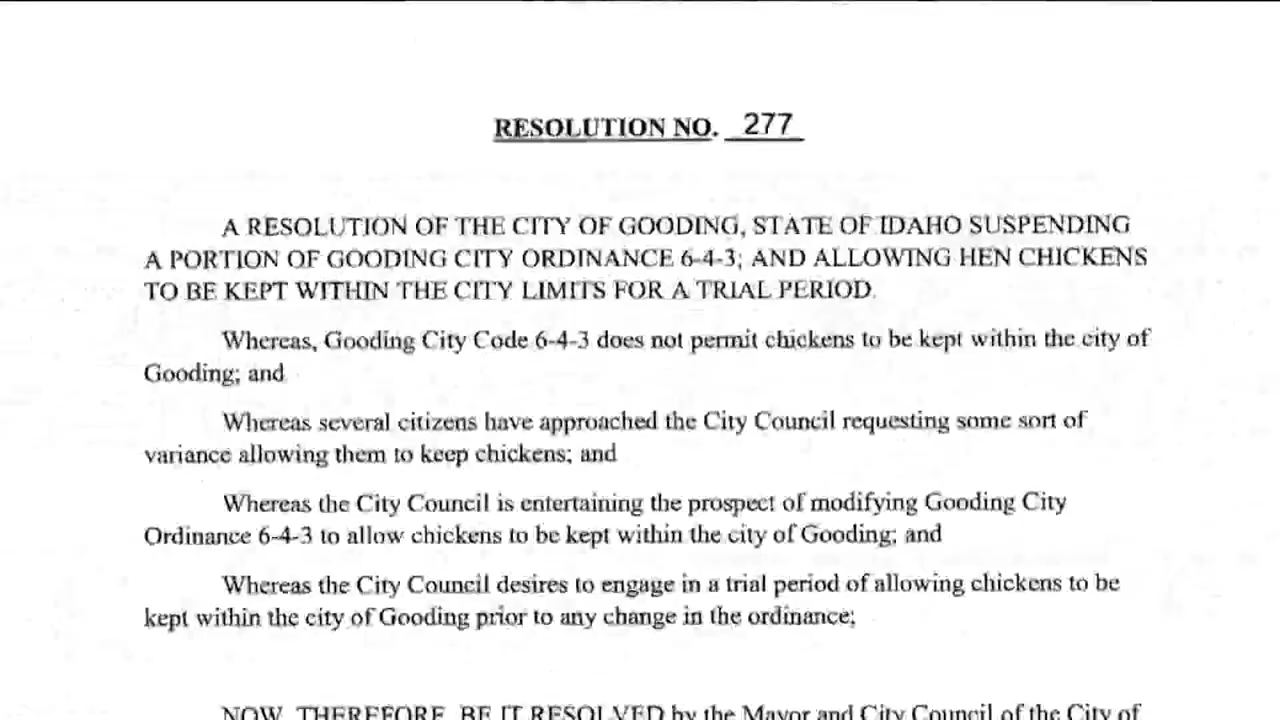 RESOLUTION NO. 277
A RESOLUTION OF THE CITY OF GOODING, STATE OF IDAHO SUSPENDING
A PORTION OF GOODING CITY ORDINANCE 6-4-3; AND ALLOWING HEN CHICKENS
TO BE KEPT WITHIN THE CITY LIMITS FOR A TRIAL PERIOD.
Whereas, Gooding City Code 6-4-3 does not permit chickens to be kept within the city of
Gooding; and
Whereas several citizens have approached the City Council requesting some sort of
variance allowing them to keep chickens; and
Whereas the City Council is entertaining the prospect of modifying Gooding City
Ordinance 6-4-3 to allow chickens to be kept within the city of Gooding; and
Whereas the City Council desires to engage in a trial period of allowing chickens to be
kept within the city of Gooding prior to any change in the ordinance;
NOW, THEREFORE, BE IT RESOLVED by the Mayor and City Council of the City of